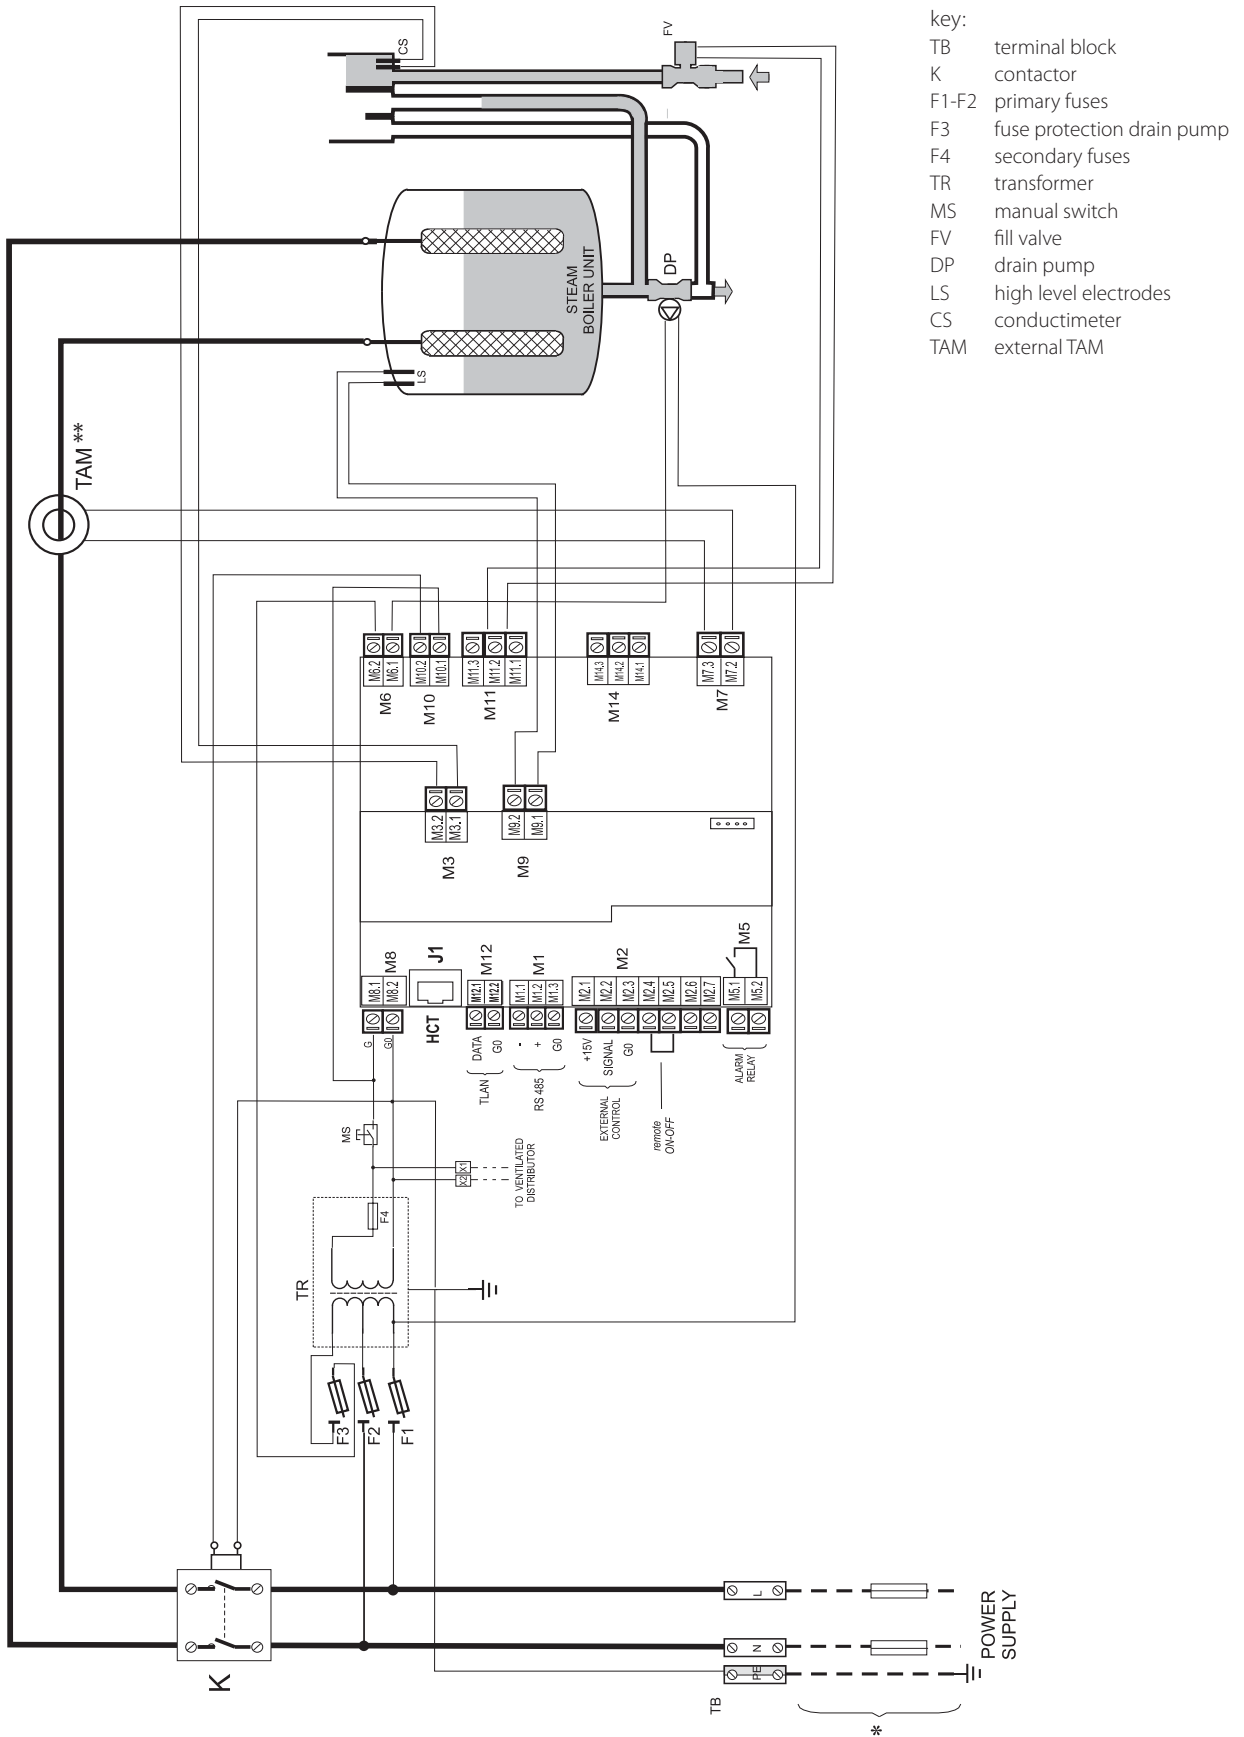 key:
TB terminal block
K contactor
F1-F2 primary fuses
F3 fuse protection drain pump
F4 secondary fuses
TR transformer
MS manual switch
FV fill valve
DP drain pump
LS high level electrodes
CS conductimeter
TAM external TAM
CS
FV
STEAM
BOILER UNIT
DP
LS
TAM **
M6.2
M6.1
M6
M10.2
M10.1
M10
M11.3
M11.2
M11.1
M11
M14.3
M14.2
M14.1
M14
M7.3
M7.2
M7
M3.2
M3.1
M3
M9.2
M9.1
M9
M8.1
M8.2
M8
J1
HCT
M12.1
M12.2
M12
M1.1
M1.2
M1.3
M1
M2.1
M2.2
M2.3
M2.4
M2.5
M2.6
M2.7
M2
M5.1
M5.2
M5
G
G0
DATA
G0
TLAN
-
+
G0
RS 485
+15V
SIGNAL
G0
EXTERNAL
CONTROL
remote
ON-OFF
ALARM
RELAY
MS
X1
X2
TO VENTILATED
DISTRIBUTOR
F4
TR
F3
F2
F1
K
L
N
PE
TB
POWER
SUPPLY
*